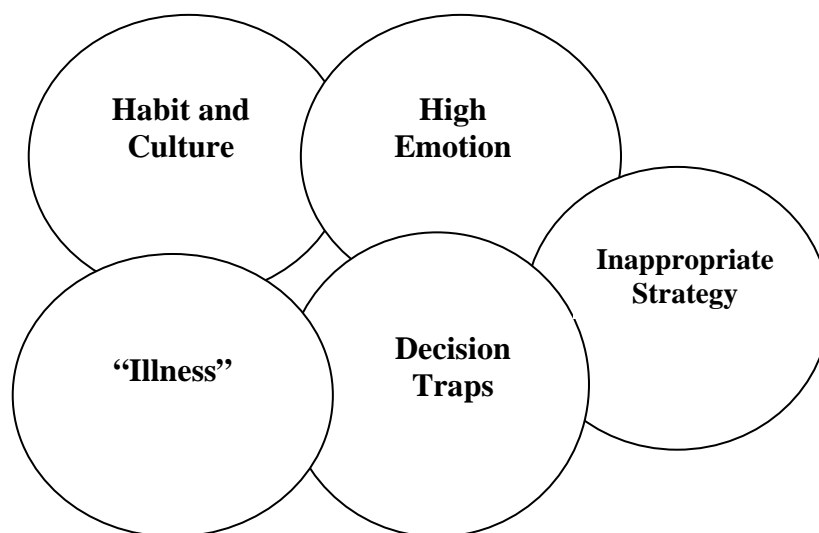 Habit and
Culture
High
Emotion
Inappropriate
Strategy
“Illness”
Decision
Traps